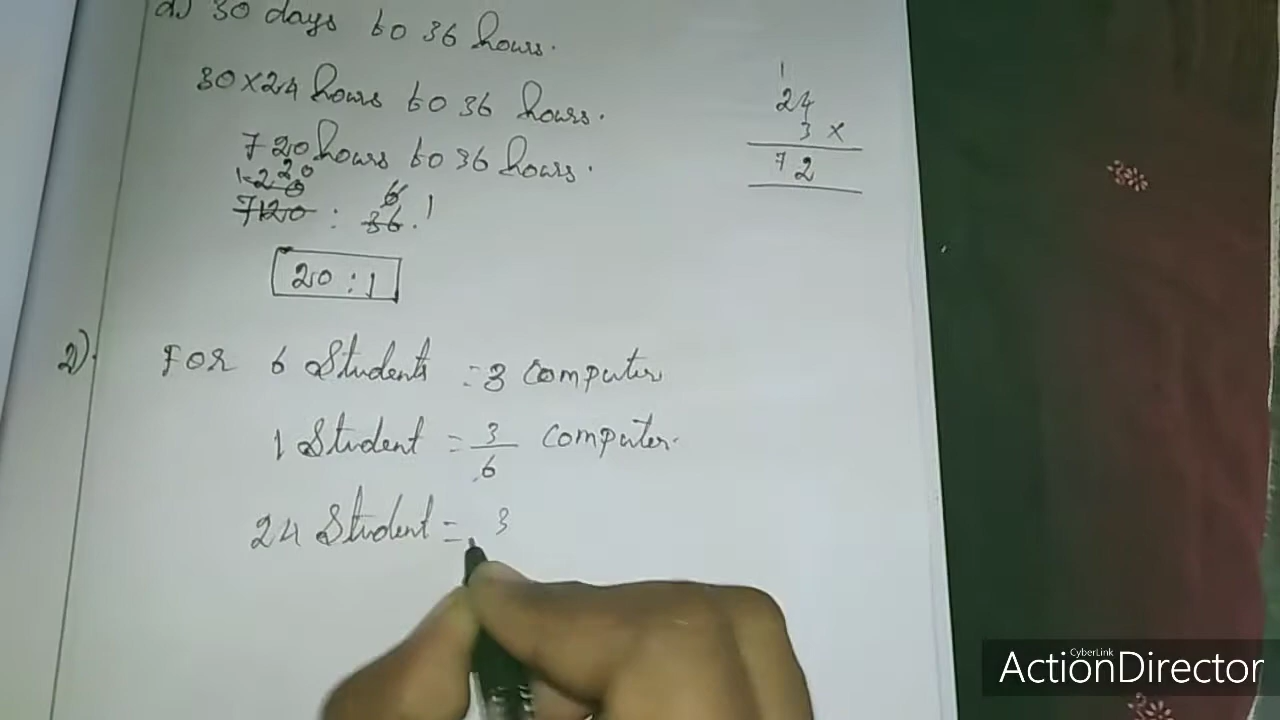 d) 30 days to 36 hours.
30×24 hours to 36 hours.
720 hours to 36 hours.
720 : 36.
20 : 1
24
3 ×
72
2). For 6 Students = 3 computer
1 Student = 3/6 computer.
24 Student = 3
CyberLink
ActionDirector